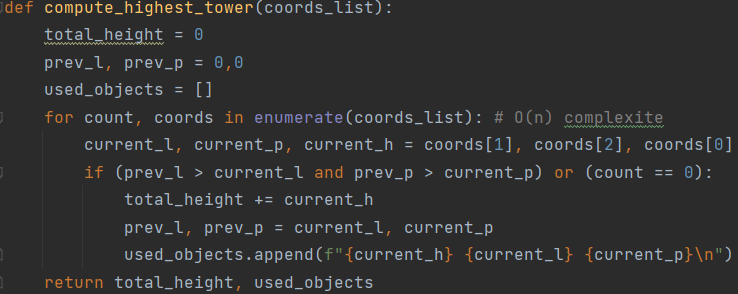 def compute_highest_tower(coords_list):
    total_height = 0
    prev_l, prev_p = 0,0
    used_objects = []
    for count, coords in enumerate(coords_list): # O(n) complexite
        current_l, current_p, current_h = coords[1], coords[2], coords[0]
        if (prev_l > current_l and prev_p > current_p) or (count == 0):
            total_height += current_h
            prev_l, prev_p = current_l, current_p
            used_objects.append(f"{current_h} {current_l} {current_p}\n")
    return total_height, used_objects